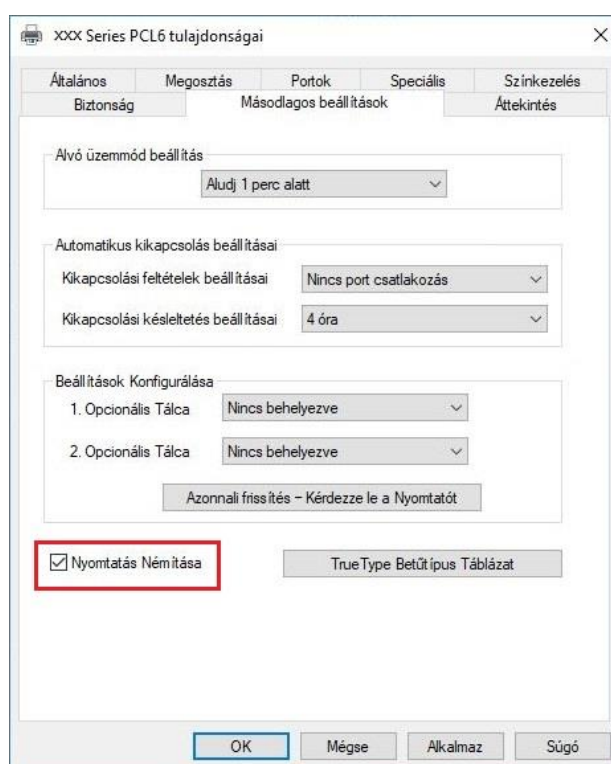 XXX Series PCL6 tulajdonságai
Általános Megosztás Portok Speciális Színkezelés
Biztonság Másodlagos beállítások Áttekintés
Alvó üzemmód beállítás
Aludj 1 perc alatt
Automatikus kikapcsolás beállításai
Kikapcsolási feltételek beállításai Nincs port csatlakozás
Kikapcsolási késleltetés beállításai 4 óra
Beállítások Konfigurálása
1. Opcionális Tálca Nincs behelyezve
2. Opcionális Tálca Nincs behelyezve
Azonnali frissítés – Kérdezze le a Nyomtatót
Nyomtatás Némítása TrueType Betűtípus Táblázat
OK Mégse Alkalmaz Súgó